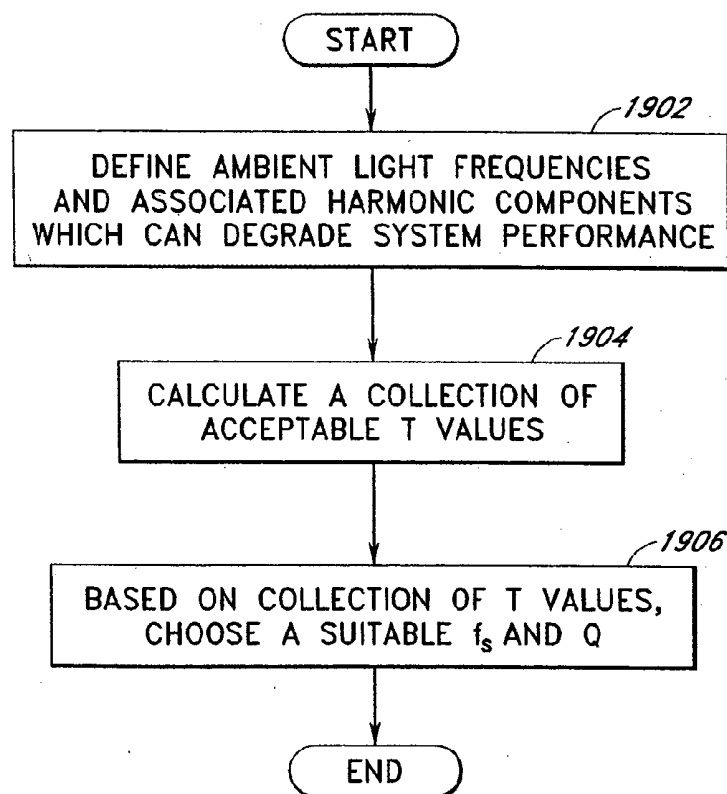 START
1902
DEFINE AMBIENT LIGHT FREQUENCIES
AND ASSOCIATED HARMONIC COMPONENTS
WHICH CAN DEGRADE SYSTEM PERFORMANCE
1904
CALCULATE A COLLECTION OF
ACCEPTABLE T VALUES
1906
BASED ON COLLECTION OF T VALUES,
CHOOSE A SUITABLE fs AND Q
END